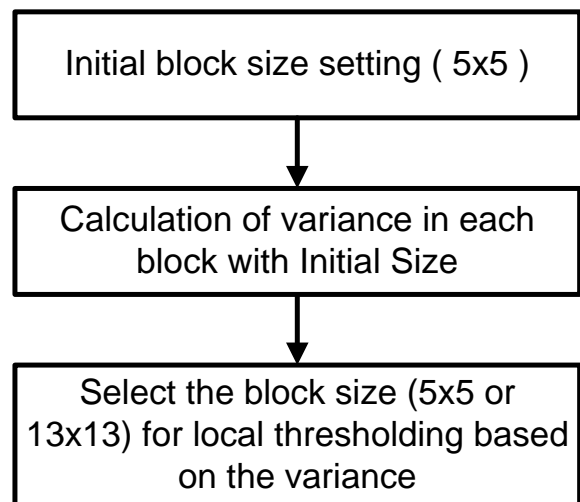 Initial block size setting ( 5x5 )
Calculation of variance in each
block with Initial Size
Select the block size (5x5 or
13x13) for local thresholding based
on the variance